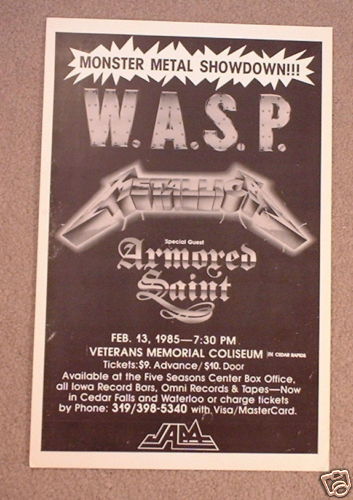 MONSTER METAL SHOWDOWN!!!
W.A.S.P.
METALLICA
Special Guest
Armored
Saint
FEB. 13, 1985—7:30 PM
VETERANS MEMORIAL COLISEUM IN CEDAR RAPIDS
Tickets:$9. Advance/$10. Door
Available at the Five Seasons Center Box Office,
all Iowa Record Bars, Omni Records & Tapes—Now
in Cedar Falls and Waterloo or charge tickets
by Phone: 319/398-5340 with Visa/MasterCard.
JAM